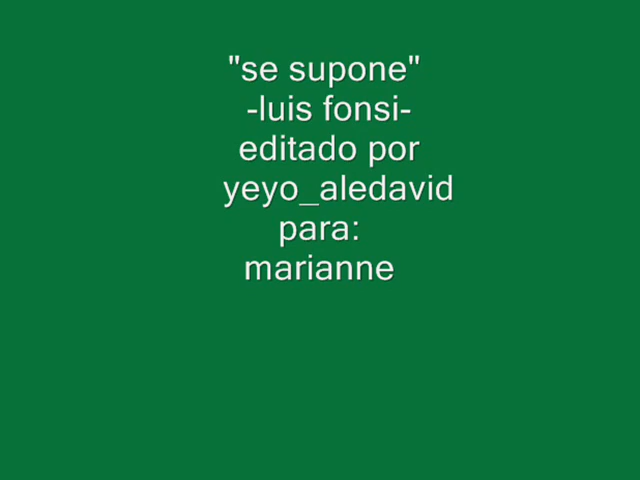 "se supone"
-luis fonsi-
editado por
yeyo_aledavid
para:
marianne